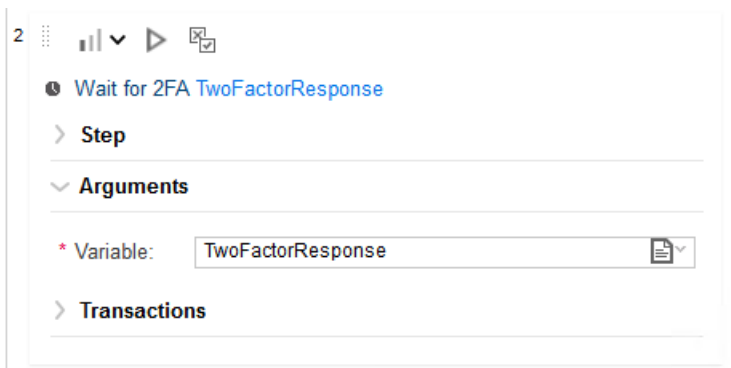 2
Wait for 2FA TwoFactorResponse
Step
Arguments
* Variable: TwoFactorResponse
Transactions